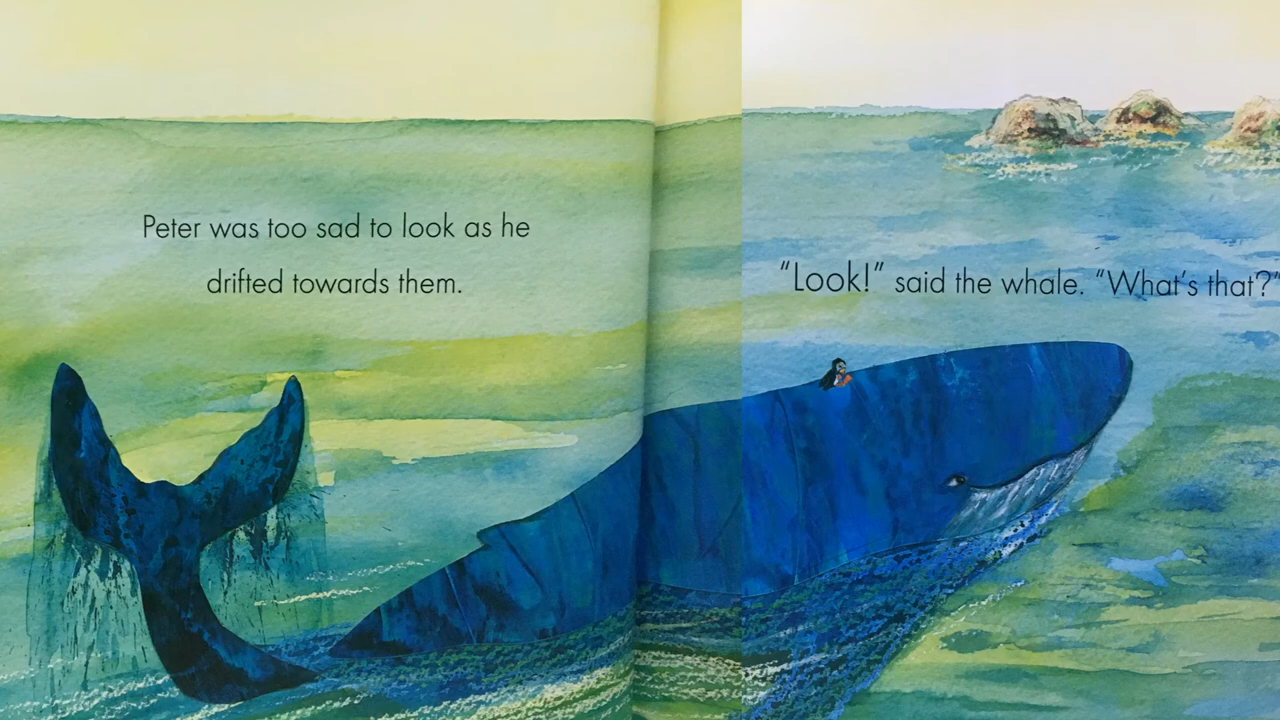 Peter was too sad to look as he
drifted towards them.
“Look!” said the whale. “What's that?”